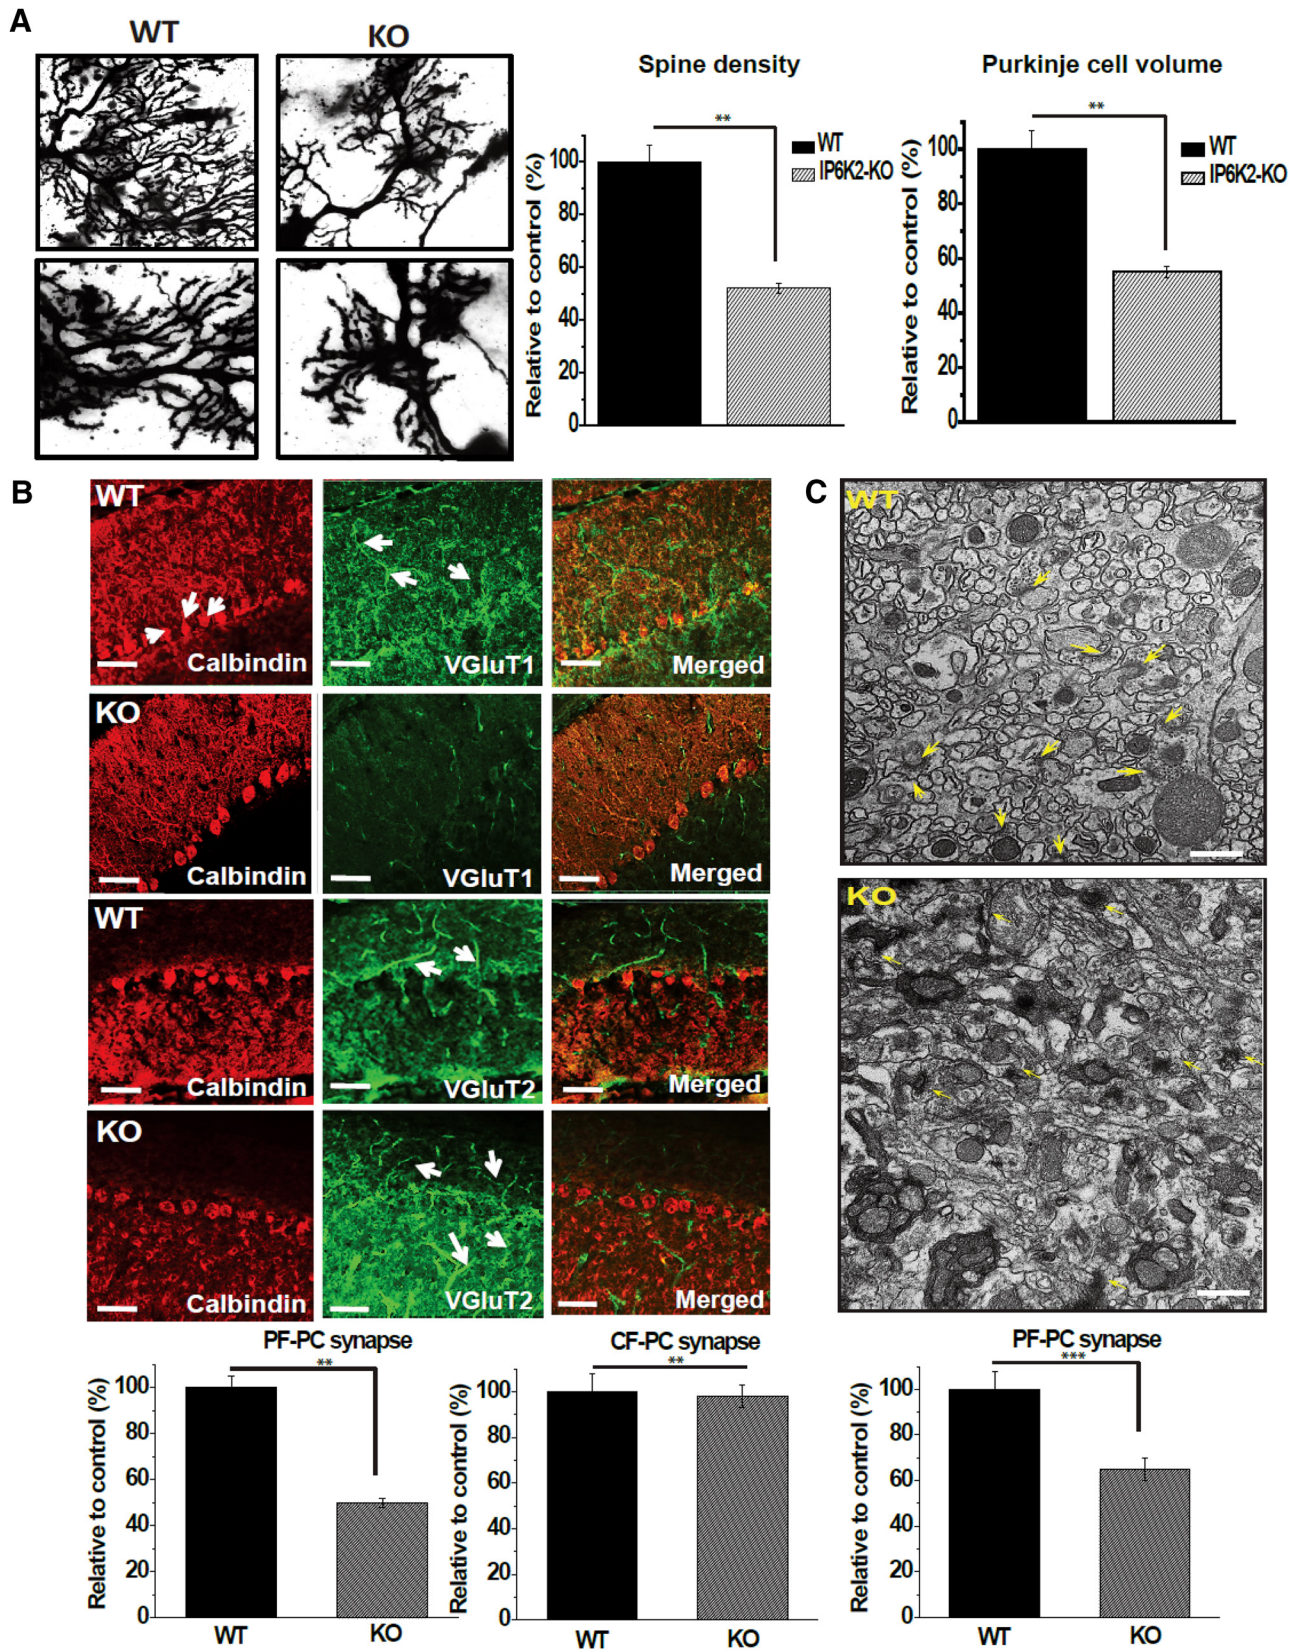 A
WT
KO
Spine density
Relative to control (%)
100
80
60
40
20
0
**
WT
IP6K2-KO
Purkinje cell volume
Relative to control (%)
100
80
60
40
20
0
**
WT
IP6K2-KO
B
WT
Calbindin
VGluT1
Merged
KO
Calbindin
VGluT1
Merged
WT
Calbindin
VGluT2
Merged
KO
Calbindin
VGluT2
Merged
C
WT
KO
PF-PC synapse
Relative to control (%)
100
80
60
40
20
0
**
WT
KO
CF-PC synapse
Relative to control (%)
100
80
60
40
20
0
**
WT
KO
PF-PC synapse
Relative to control (%)
100
80
60
40
20
0
***
WT
KO